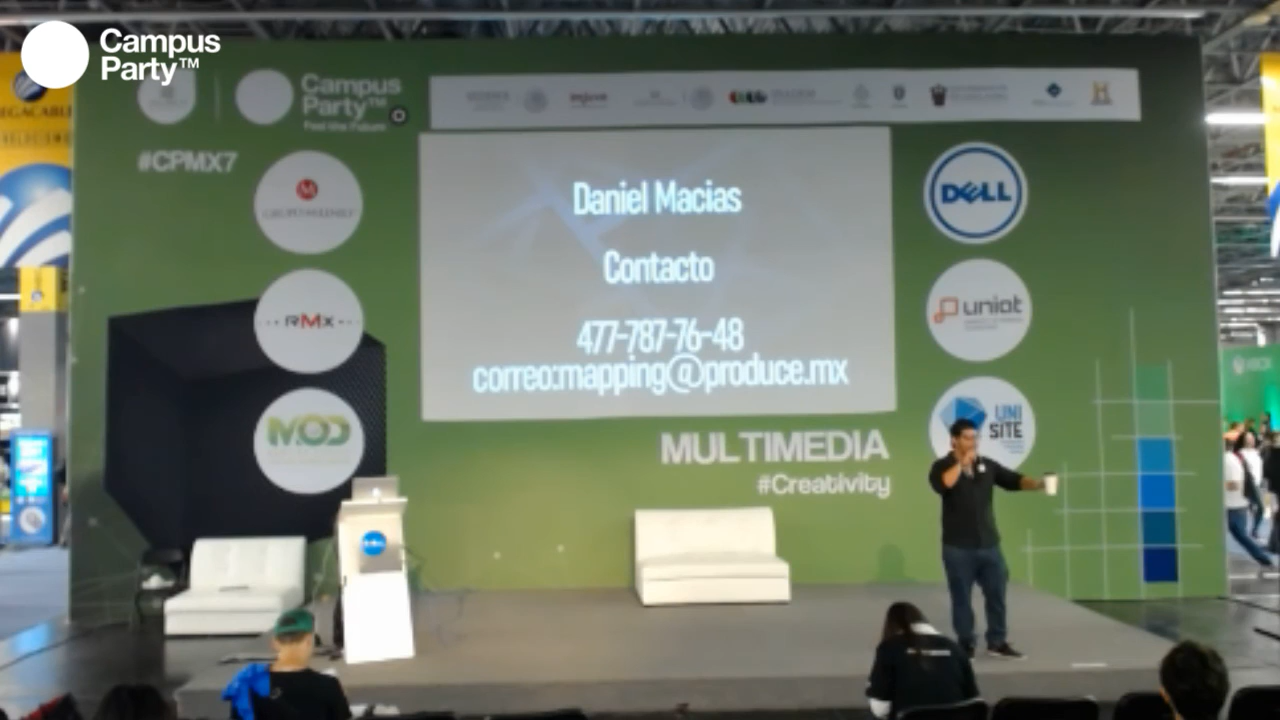 Campus
Party™
Campus
Party™
Feel the Future
#CPMX7
RMx
MOD
Daniel Macias
Contacto
477-787-76-48
correo:mapping@produce.mx
DELL
uniot
UNI
SITE
MULTIMEDIA
#Creativity